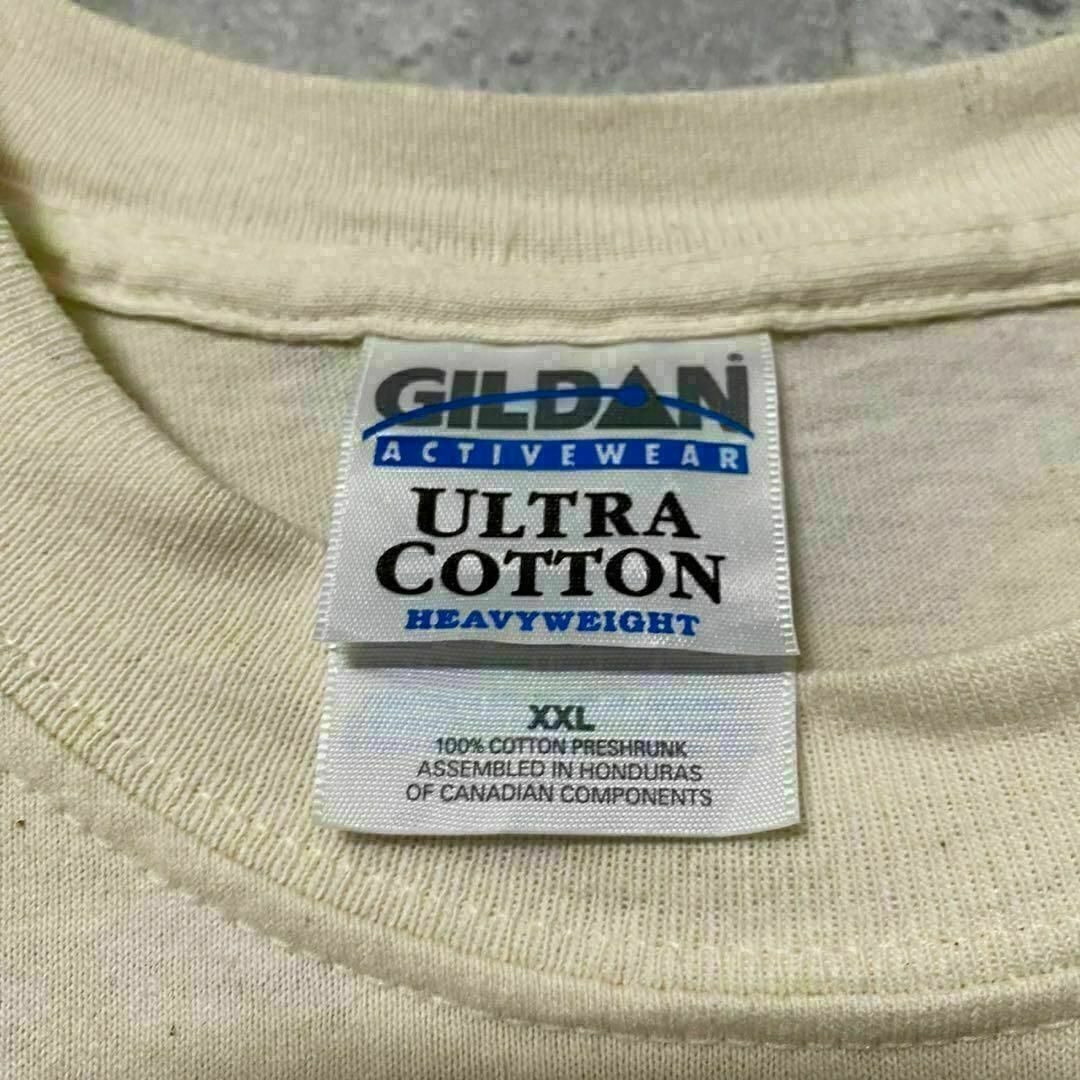 GILDAN
ACTIVEWEAR
ULTRA
COTTON
HEAVYWEIGHT
XXL
100% COTTON PRESHRUNK
ASSEMBLED IN HONDURAS
OF CANADIAN COMPONENTS